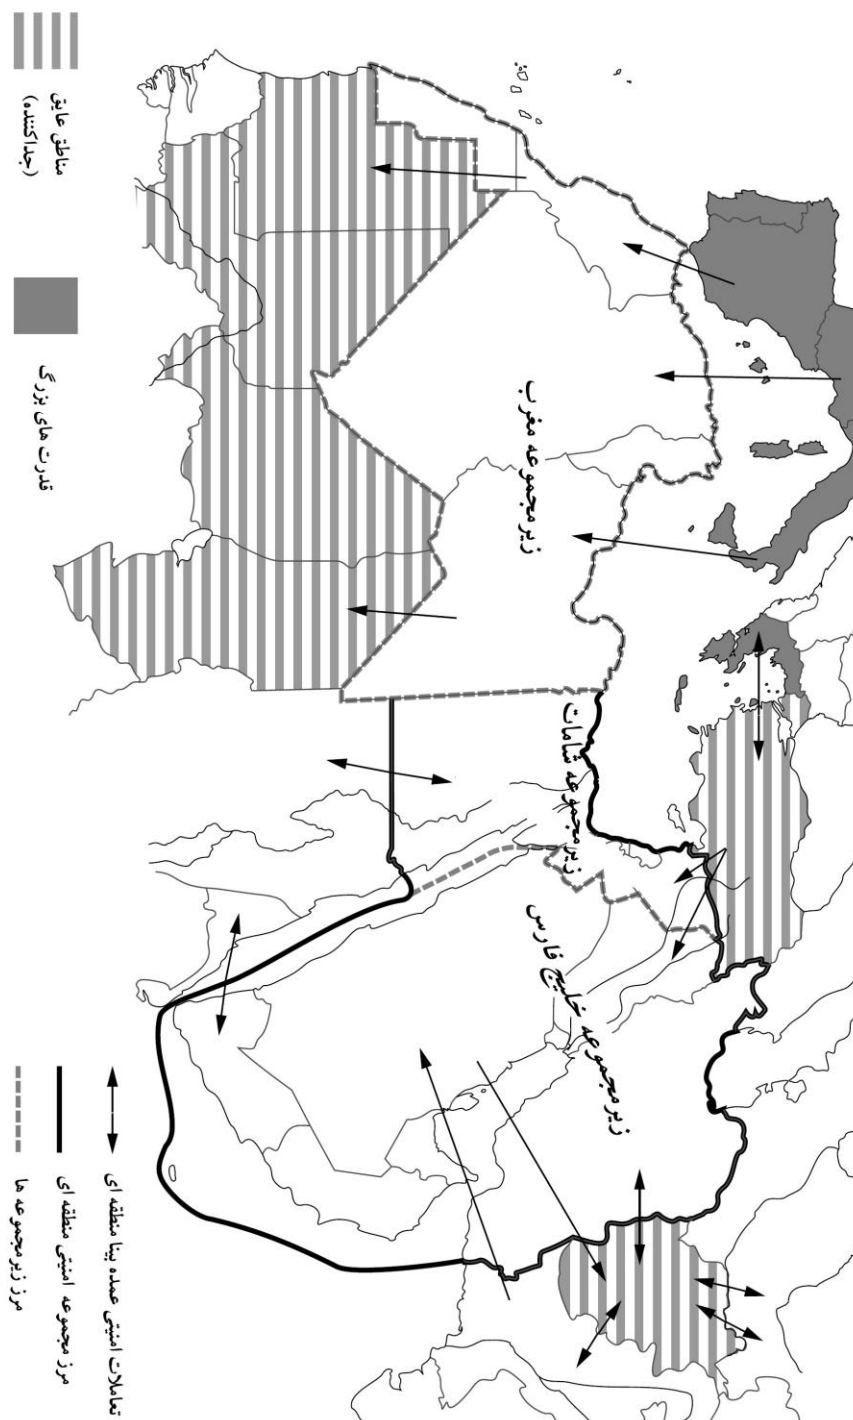 زیرمجموعه مغرب
زیرمجموعه شامات
زیرمجموعه خلیج فارس
مناطق عایق
(جداکننده)
قدرت های بزرگ
تعاملات امنیتی عمده بینا منطقه ای
مرز مجموعه امنیتی منطقه ای
مرز زیرمجموعه ها